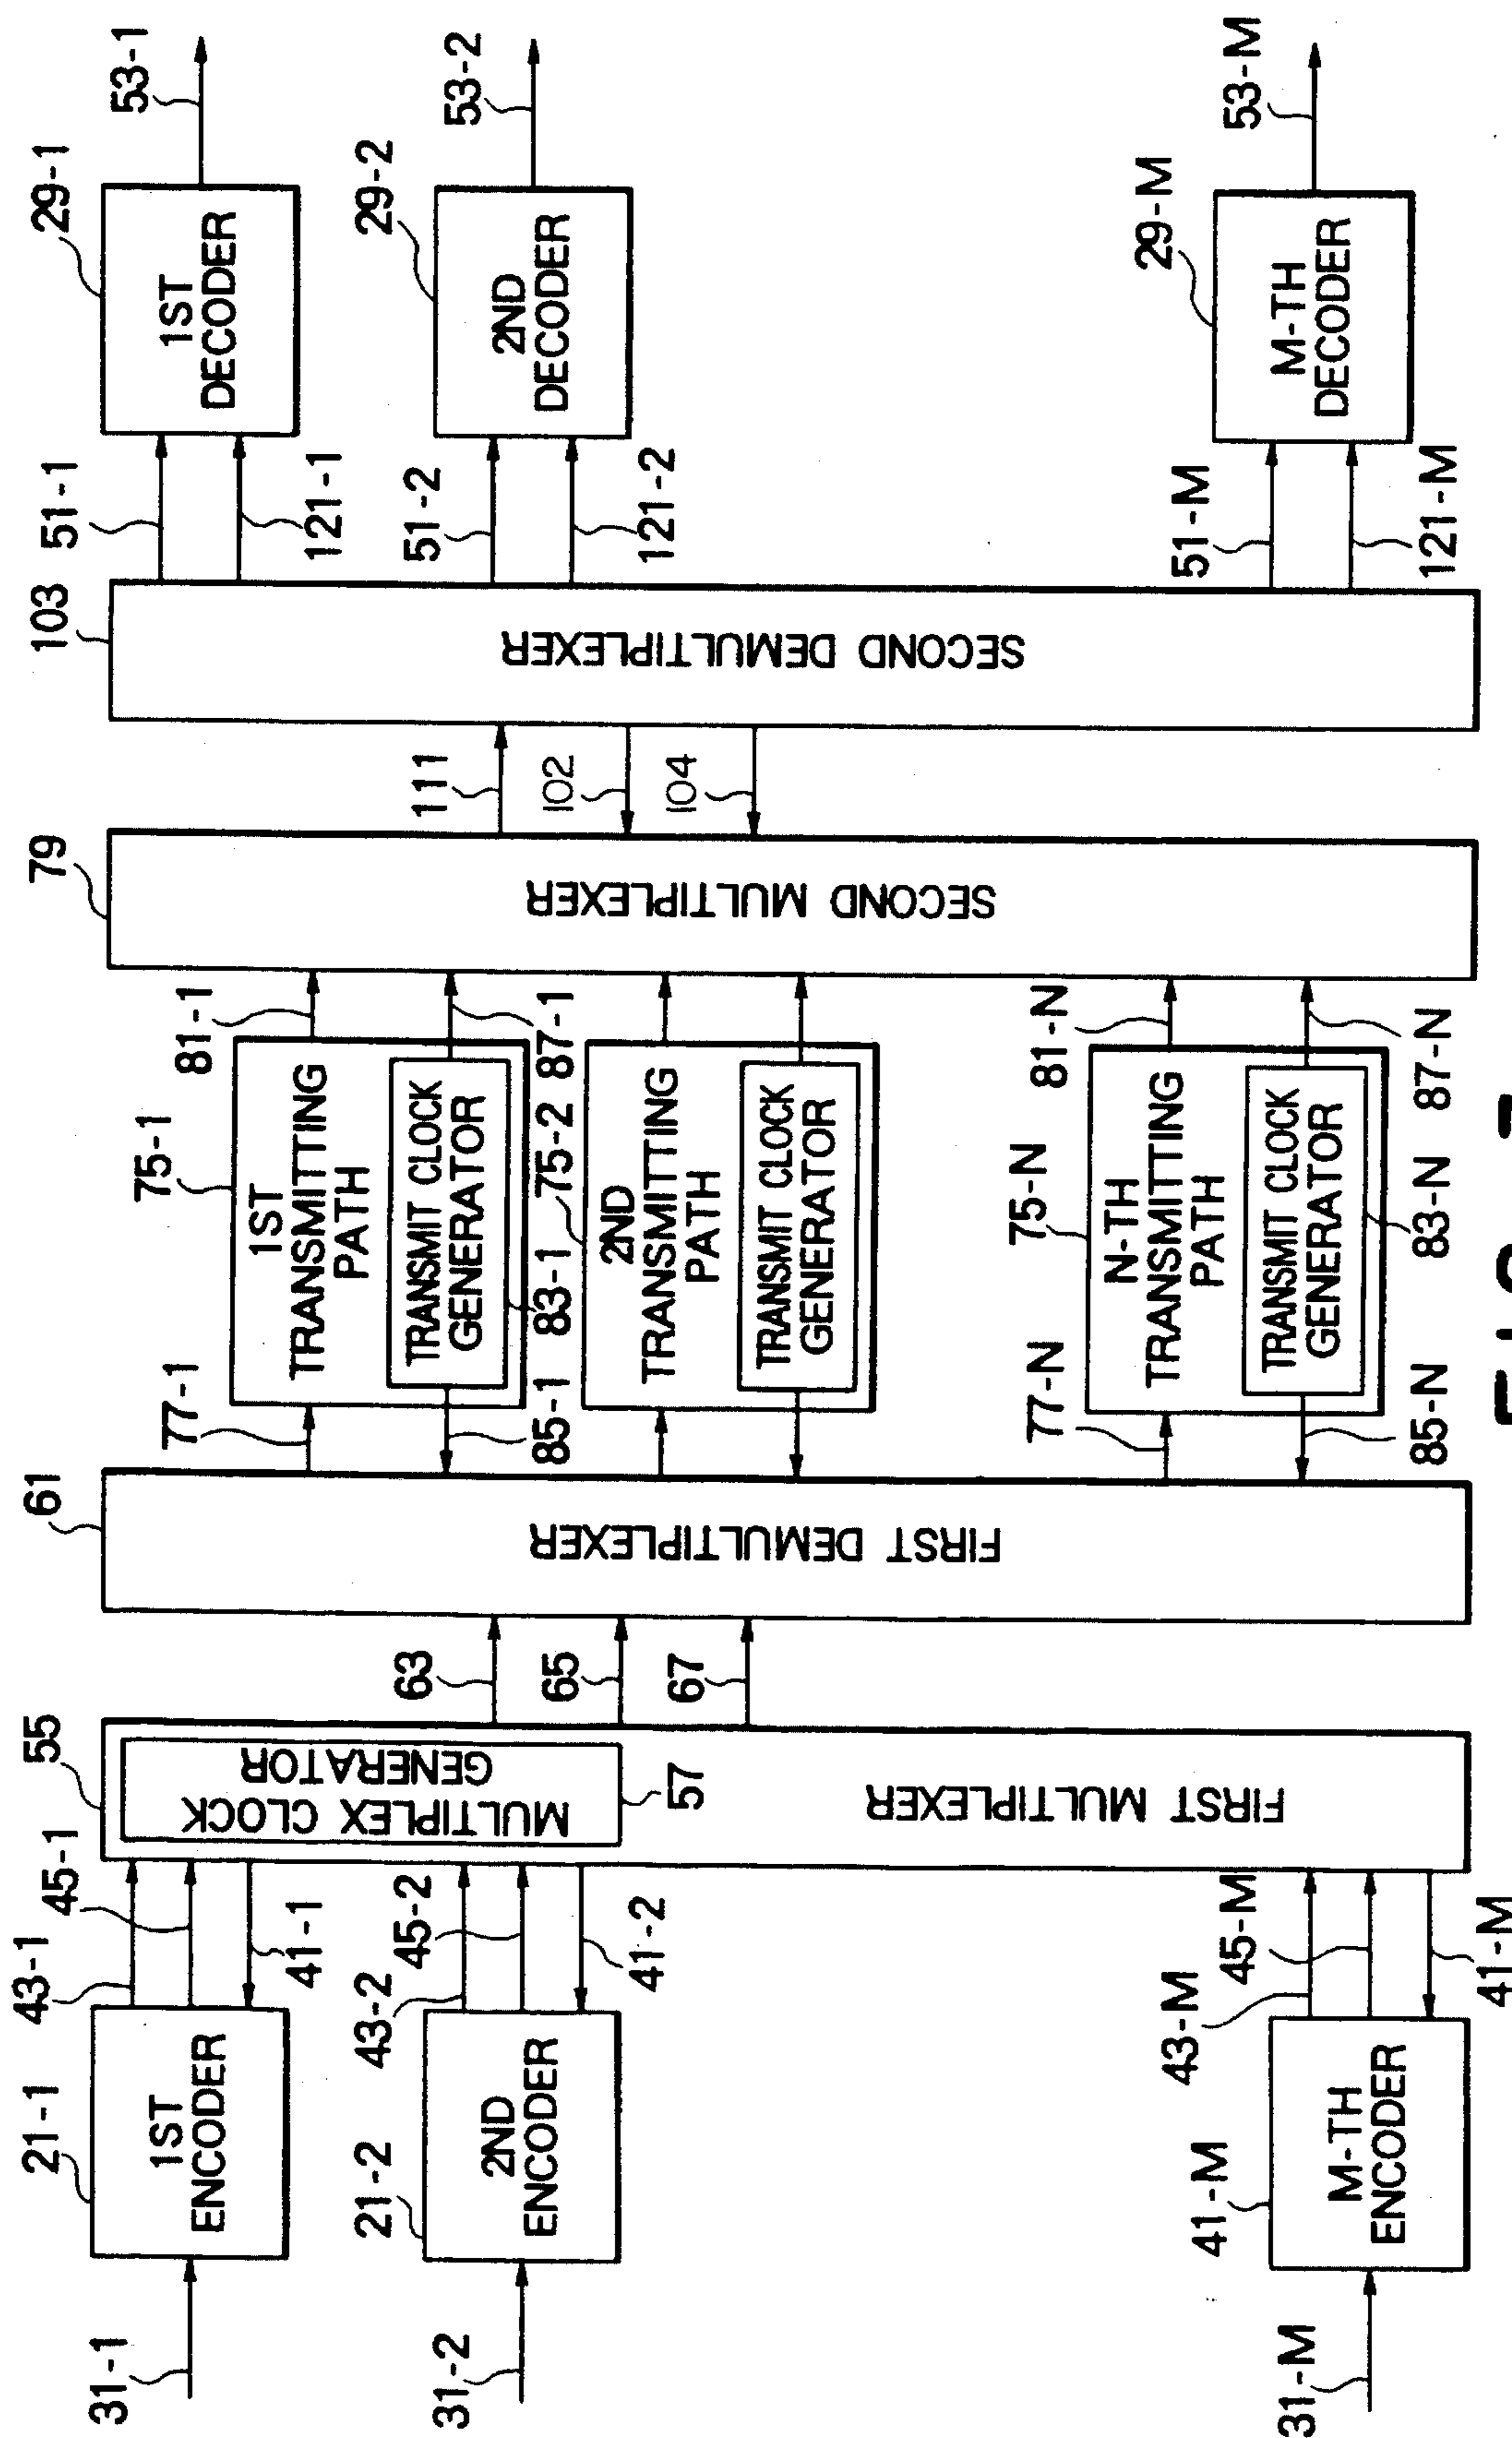 31-1
31-2
31-M
21-1
1ST
ENCODER
21-2
2ND
ENCODER
41-M
M-TH
ENCODER
43-1
45-1
41-1
43-2
45-2
41-2
43-M
45-M
41-M
55
MULTIPLEX CLOCK
GENERATOR
57
FIRST MULTIPLEXER
63
65
67
61
FIRST DEMULTIPLEXER
77-1
85-1
77-N
85-N
75-1
1ST
TRANSMITTING
PATH
TRANSMIT CLOCK
GENERATOR
83-1
75-2
2ND
TRANSMITTING
PATH
TRANSMIT CLOCK
GENERATOR
75-N
N-TH
TRANSMITTING
PATH
TRANSMIT CLOCK
GENERATOR
83-N
81-1
87-1
81-N
87-N
79
SECOND MULTIPLEXER
111
102
104
103
SECOND DEMULTIPLEXER
51-1
121-1
51-2
121-2
51-M
121-M
29-1
1ST
DECODER
29-2
2ND
DECODER
29-M
M-TH
DECODER
53-1
53-2
53-M